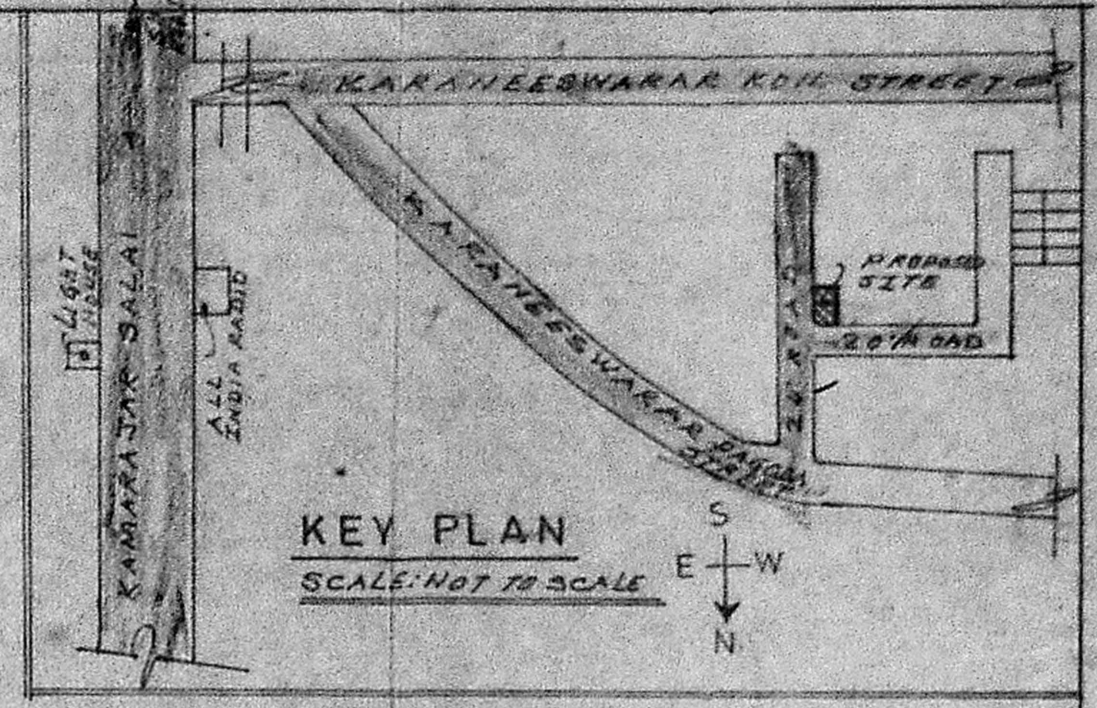 KARANEESWARAR KOIL STREET
KARANEESWARAR PAGODA
STREET
KAMARAJAR SALAI
LIGHT
HOUSE
ALL
INDIA RADIO
PROPOSED
SITE
20' ROAD
ROAD
KEY PLAN
SCALE: NOT TO SCALE
S
E W
N